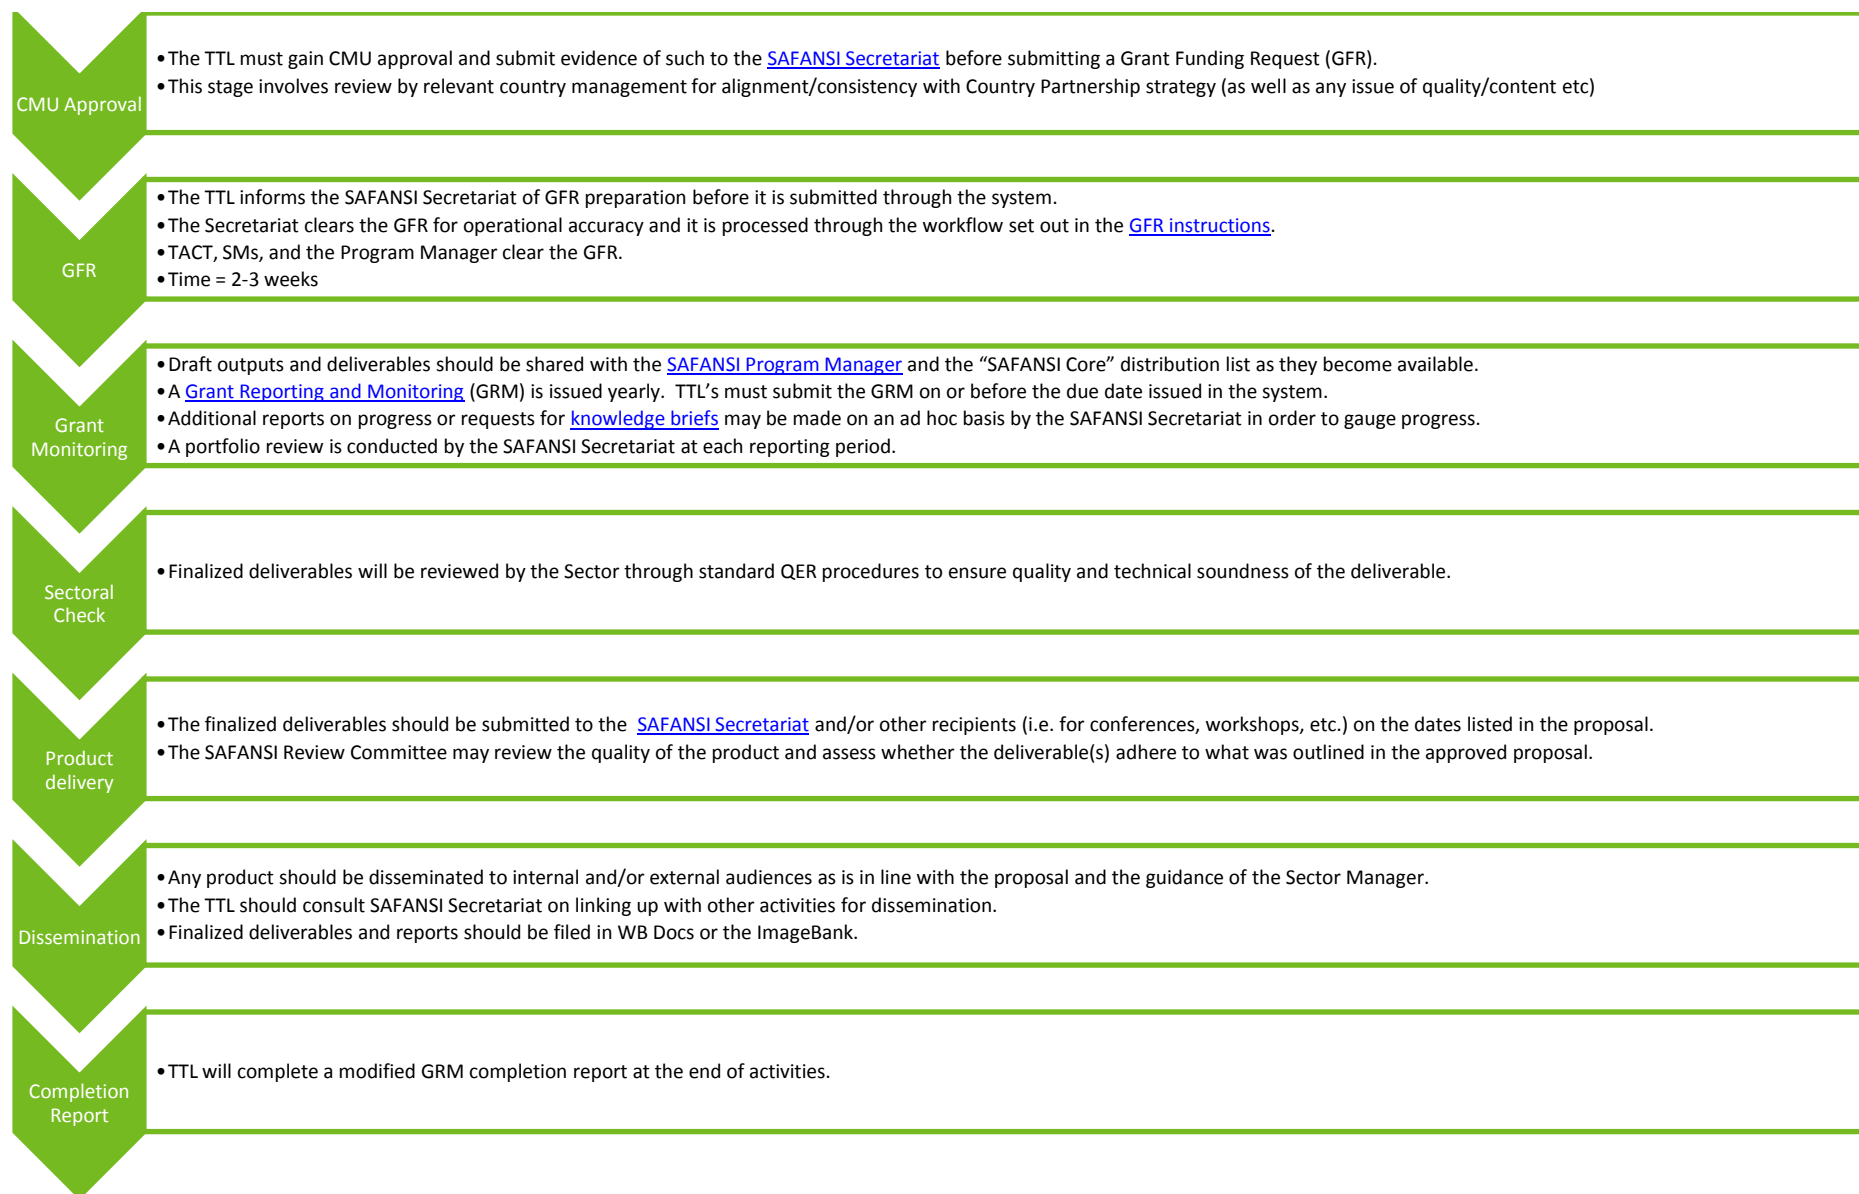 CMU Approval
•The TTL must gain CMU approval and submit evidence of such to the SAFANSI Secretariat before submitting a Grant Funding Request (GFR).
•This stage involves review by relevant country management for alignment/consistency with Country Partnership strategy (as well as any issue of quality/content etc)
GFR
•The TTL informs the SAFANSI Secretariat of GFR preparation before it is submitted through the system.
•The Secretariat clears the GFR for operational accuracy and it is processed through the workflow set out in the GFR instructions.
•TACT, SMs, and the Program Manager clear the GFR.
•Time = 2-3 weeks
Grant
Monitoring
•Draft outputs and deliverables should be shared with the SAFANSI Program Manager and the “SAFANSI Core” distribution list as they become available.
•A Grant Reporting and Monitoring (GRM) is issued yearly.  TTL’s must submit the GRM on or before the due date issued in the system.
•Additional reports on progress or requests for knowledge briefs may be made on an ad hoc basis by the SAFANSI Secretariat in order to gauge progress.
•A portfolio review is conducted by the SAFANSI Secretariat at each reporting period.
Sectoral
Check
•Finalized deliverables will be reviewed by the Sector through standard QER procedures to ensure quality and technical soundness of the deliverable.
Product
delivery
•The finalized deliverables should be submitted to the  SAFANSI Secretariat and/or other recipients (i.e. for conferences, workshops, etc.) on the dates listed in the proposal.
•The SAFANSI Review Committee may review the quality of the product and assess whether the deliverable(s) adhere to what was outlined in the approved proposal.
Dissemination
•Any product should be disseminated to internal and/or external audiences as is in line with the proposal and the guidance of the Sector Manager.
•The TTL should consult SAFANSI Secretariat on linking up with other activities for dissemination.
•Finalized deliverables and reports should be filed in WB Docs or the ImageBank.
Completion
Report
•TTL will complete a modified GRM completion report at the end of activities.